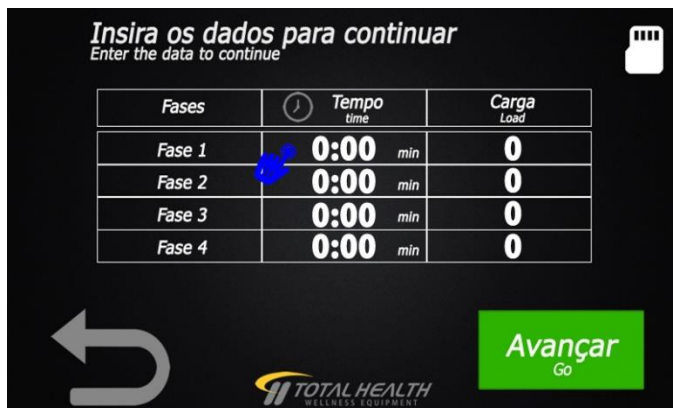 Insira os dados para continuar
Enter the data to continue
Fases Tempo Carga
time Load
Fase 1 0:00 min 0
Fase 2 0:00 min 0
Fase 3 0:00 min 0
Fase 4 0:00 min 0
Avançar
Go
TOTAL HEALTH
WELLNESS EQUIPMENT